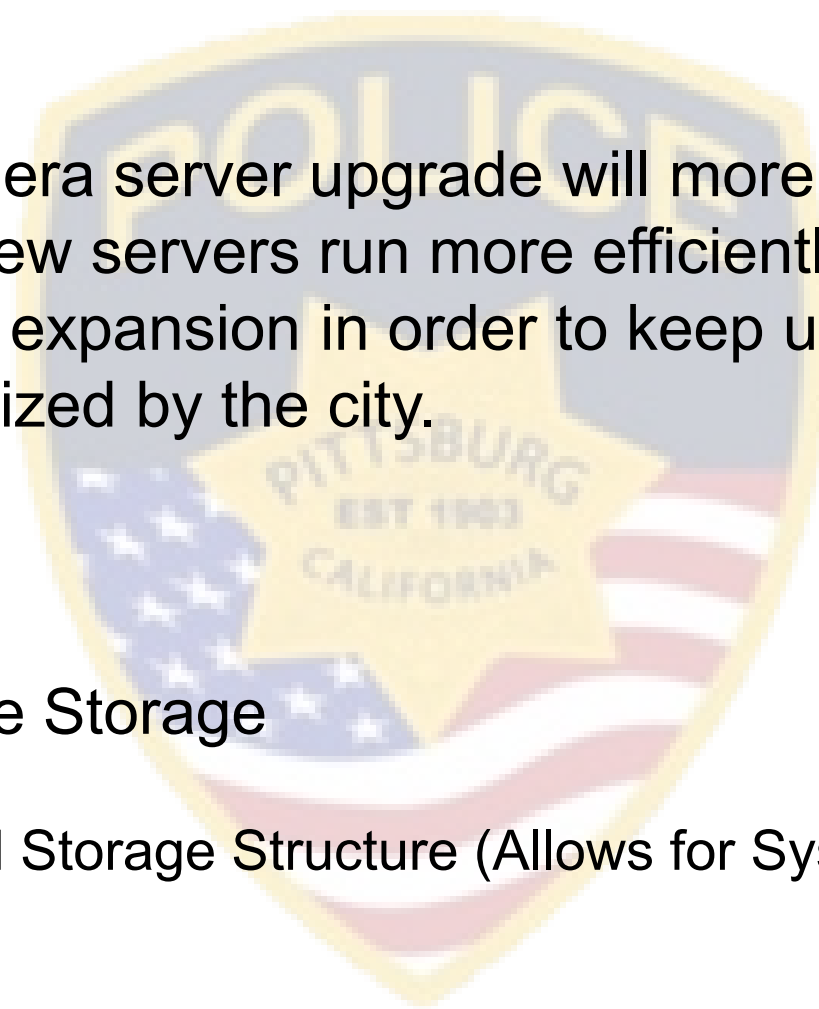 POLICE
era server upgrade will more
ew servers run more efficientl
expansion in order to keep u
ized by the city.
PITTSBURG
EST 1903
CALIFORNIA
e Storage
l Storage Structure (Allows for Sys